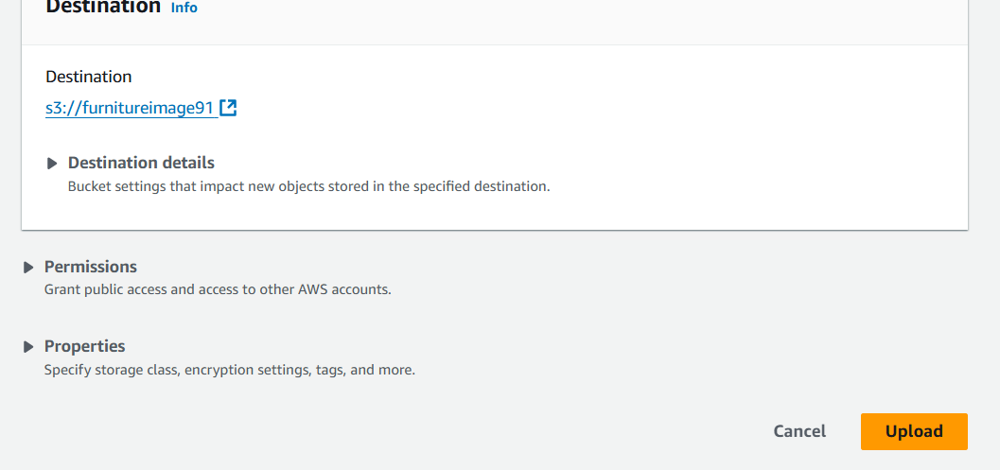 Destination Info
Destination
s3://furnitureimage91
Destination details
Bucket settings that impact new objects stored in the specified destination.
Permissions
Grant public access and access to other AWS accounts.
Properties
Specify storage class, encryption settings, tags, and more.
Cancel Upload